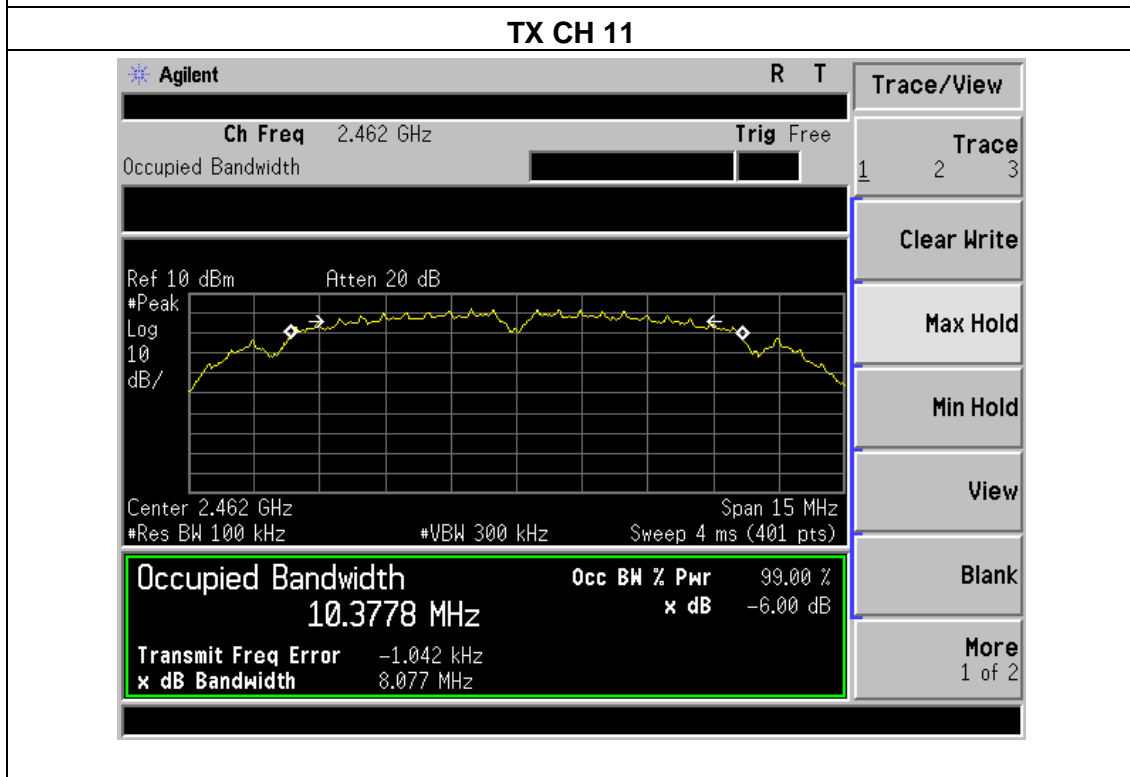 TX CH 11
Agilent R T
Ch Freq 2.462 GHz Trig Free
Occupied Bandwidth
Ref 10 dBm Atten 20 dB
#Peak
Log
10
dB/
Center 2.462 GHz Span 15 MHz
#Res BW 100 kHz #VBW 300 kHz Sweep 4 ms (401 pts)
Occupied Bandwidth Occ BW % Pwr 99.00 %
10.3778 MHz x dB -6.00 dB
Transmit Freq Error -1.042 kHz
x dB Bandwidth 8.077 MHz
Trace/View
Trace
1 2 3
Clear Write
Max Hold
Min Hold
View
Blank
More
1 of 2